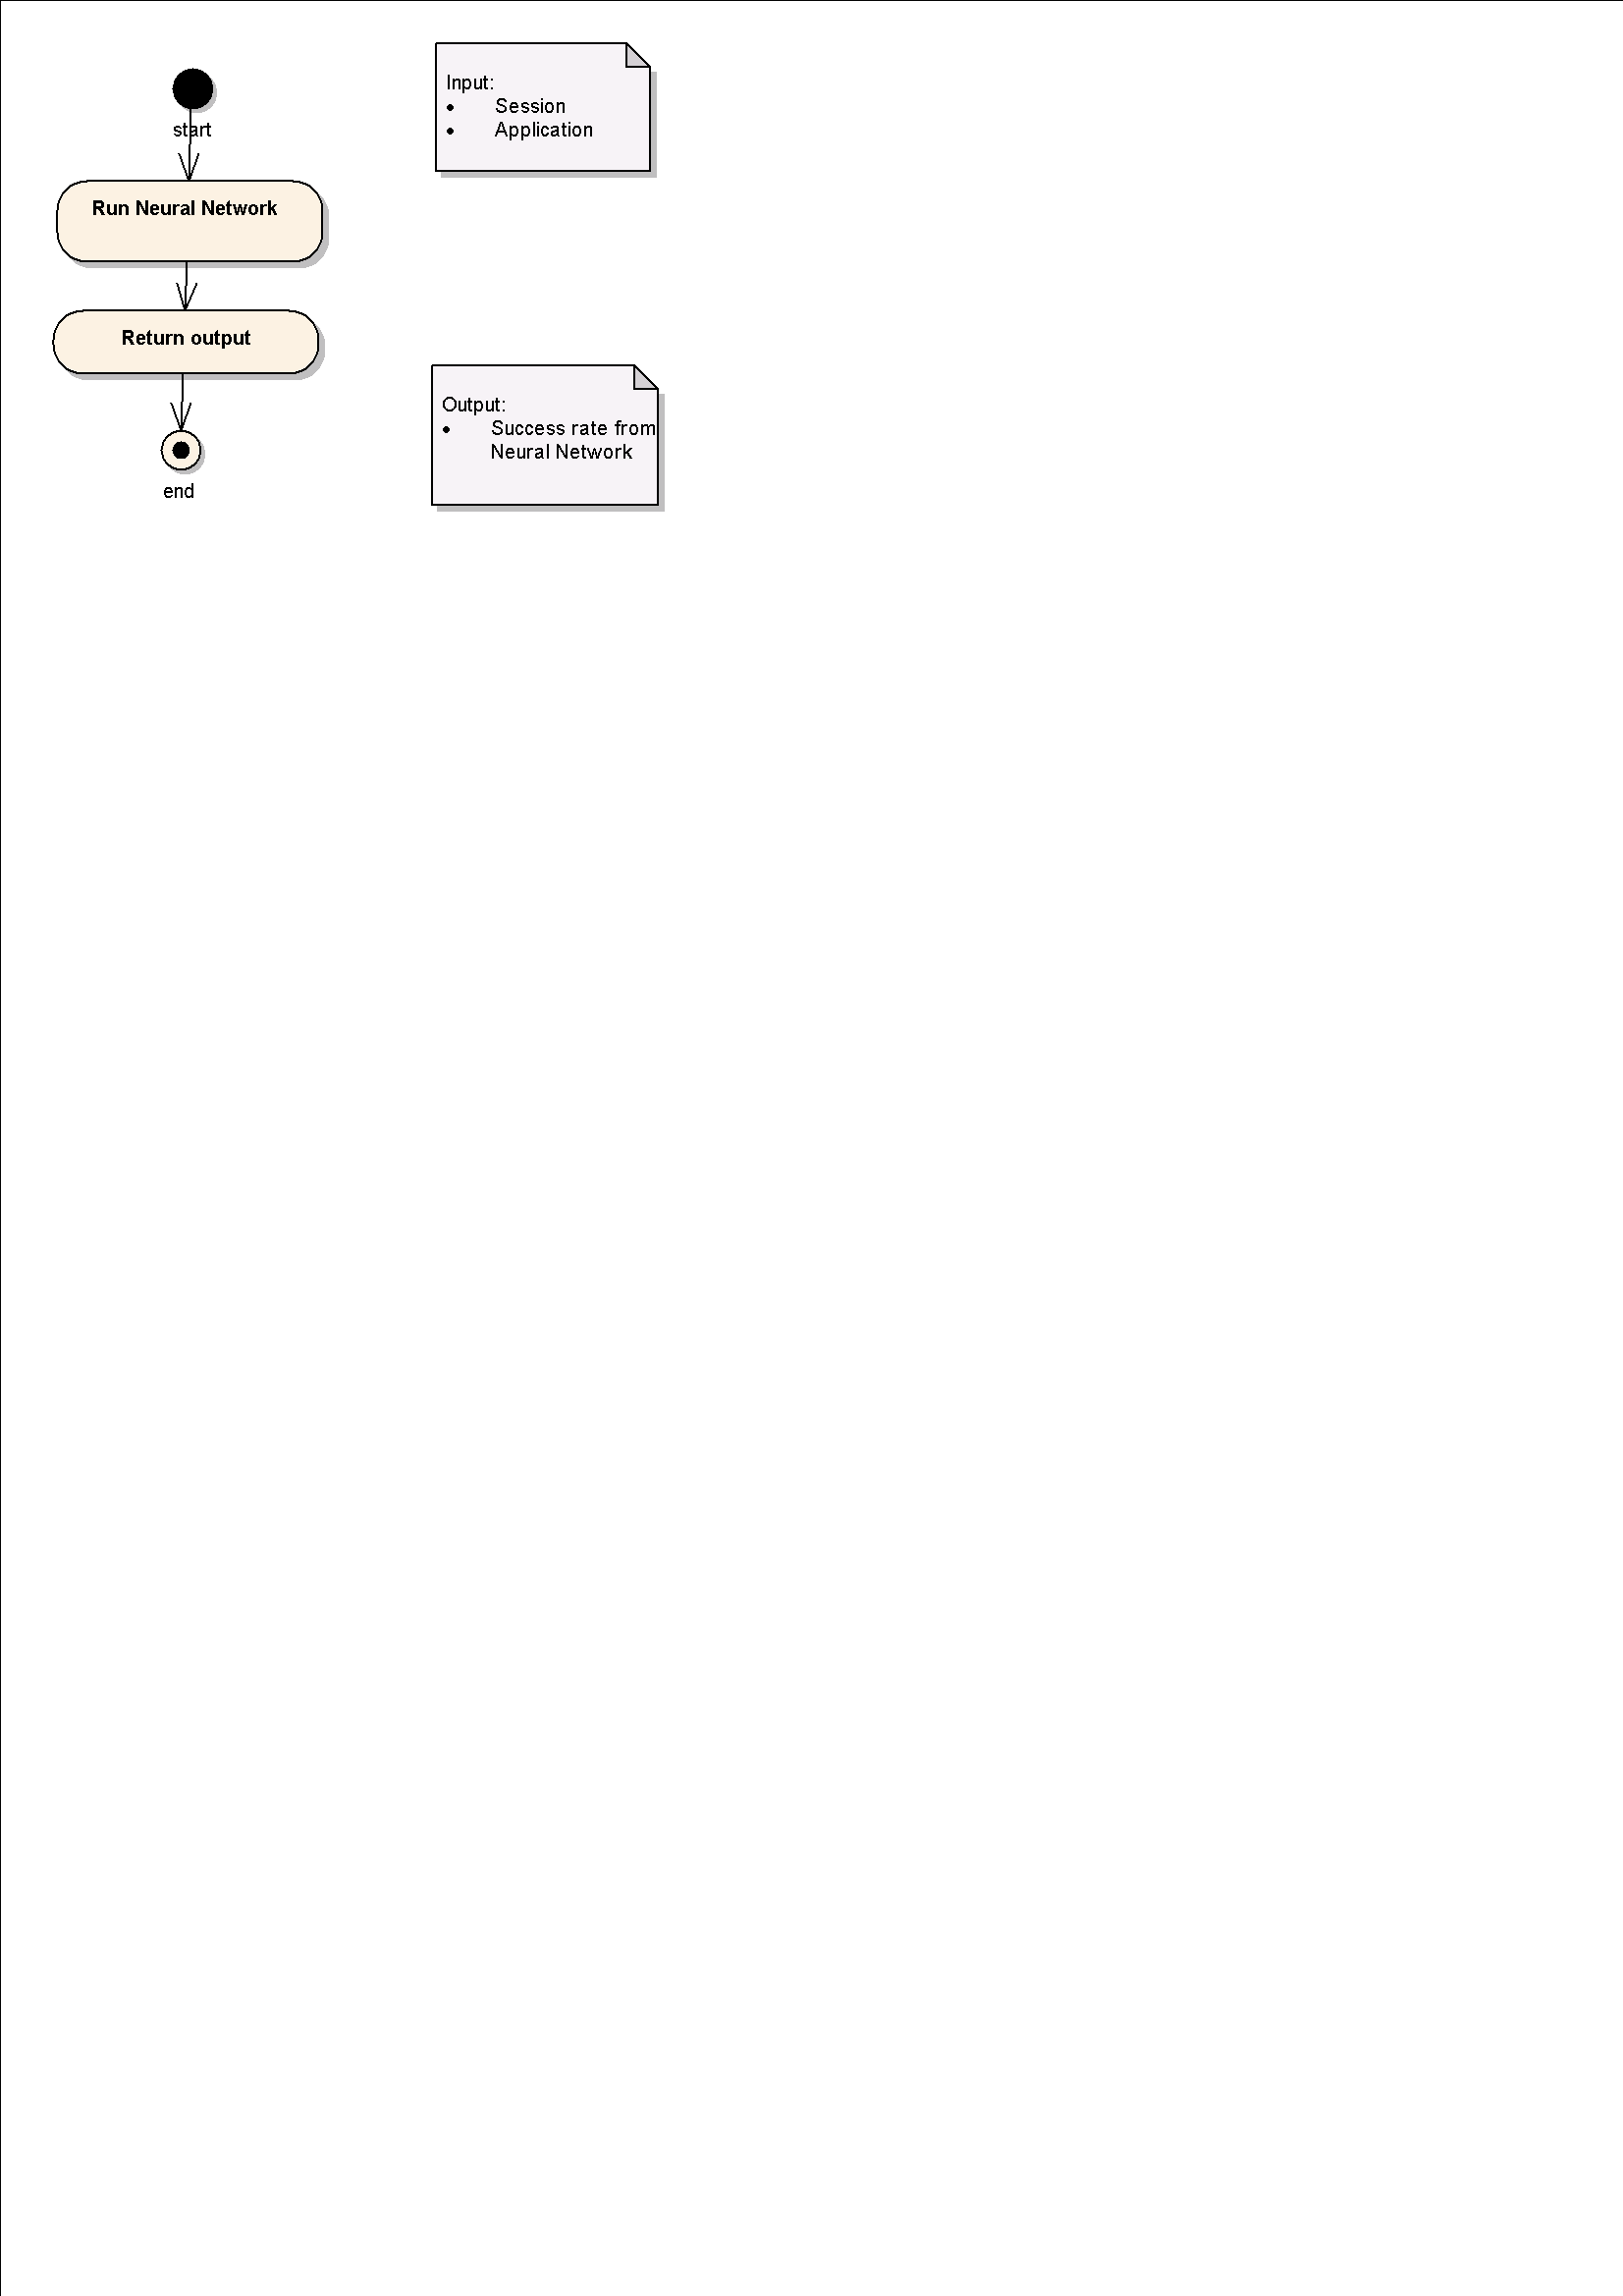 start
Run Neural Network
Return output
end
Input:
• Session
• Application
Output:
• Success rate from
Neural Network